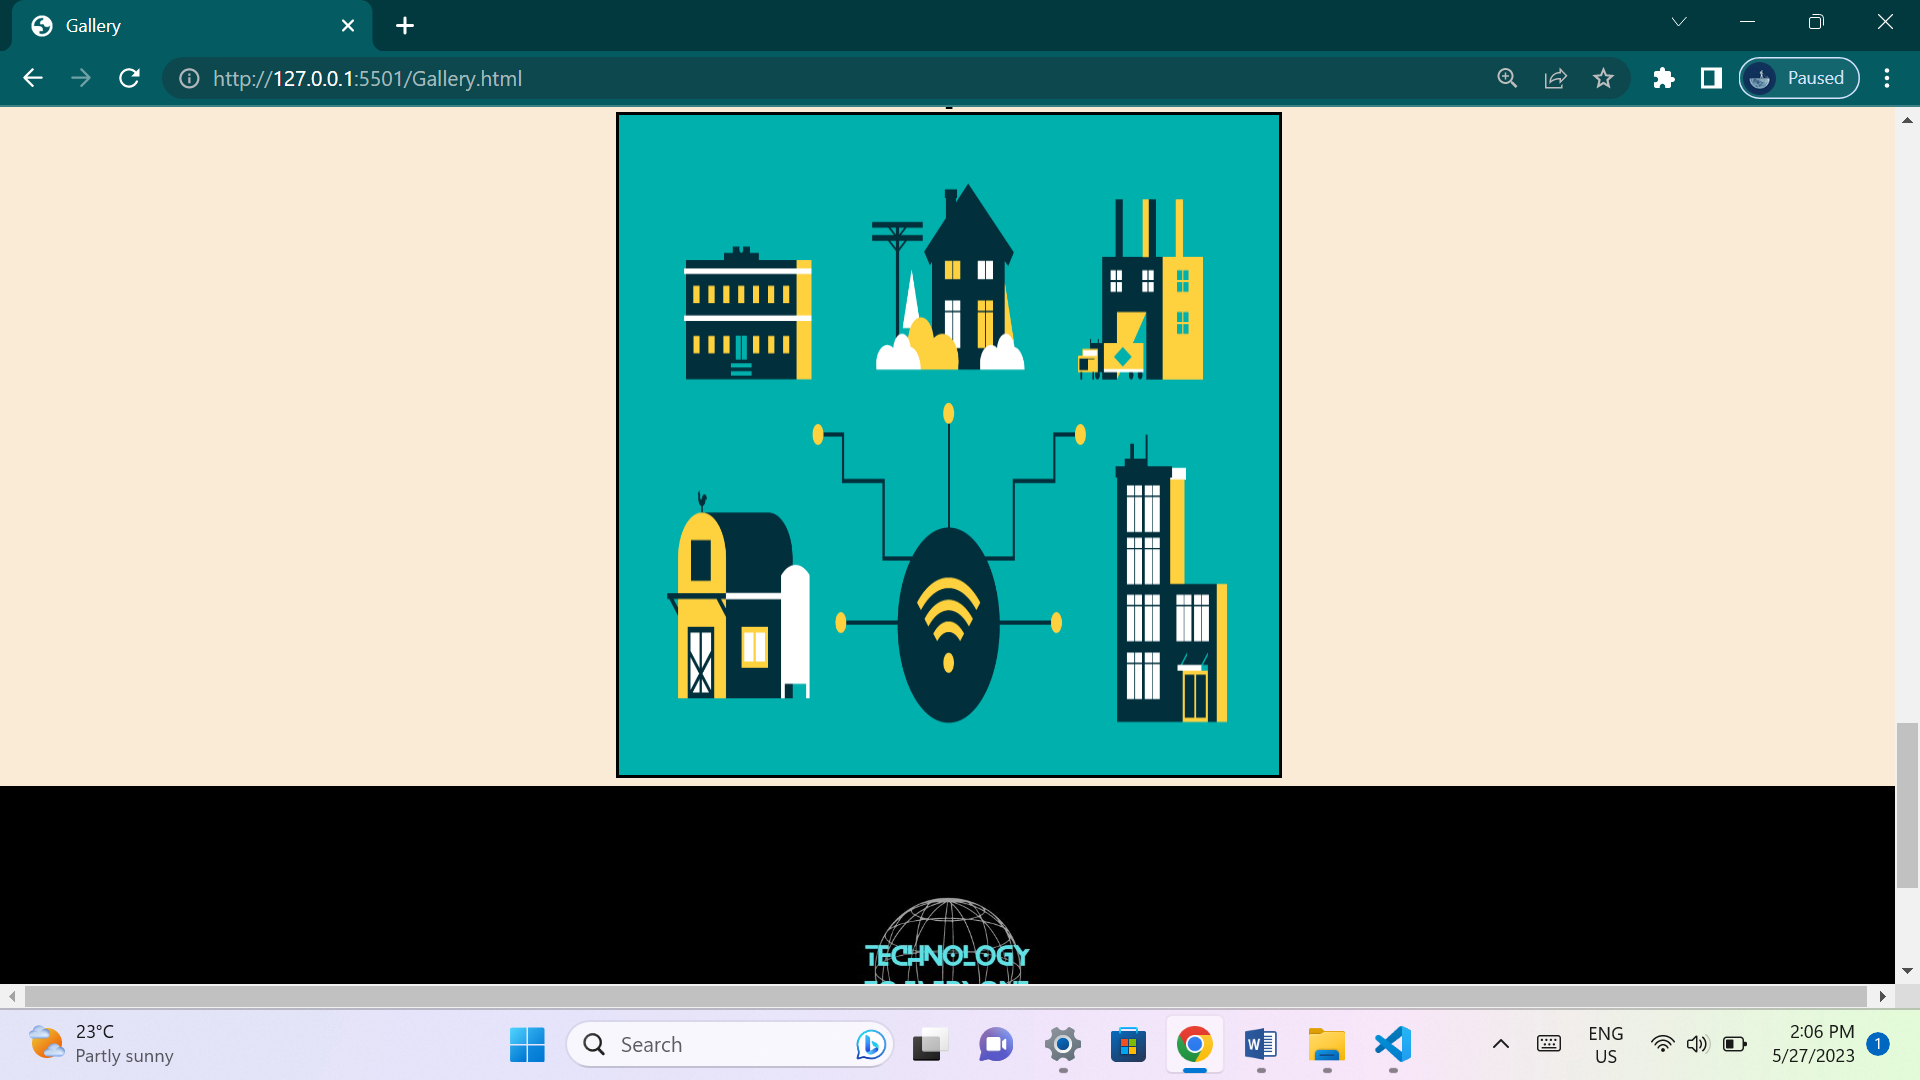 Gallery
http://127.0.0.1:5501/Gallery.html
Paused
TECHNOLOGY
23°C
Partly sunny
Search
ENG
US
2:06 PM
5/27/2023
1